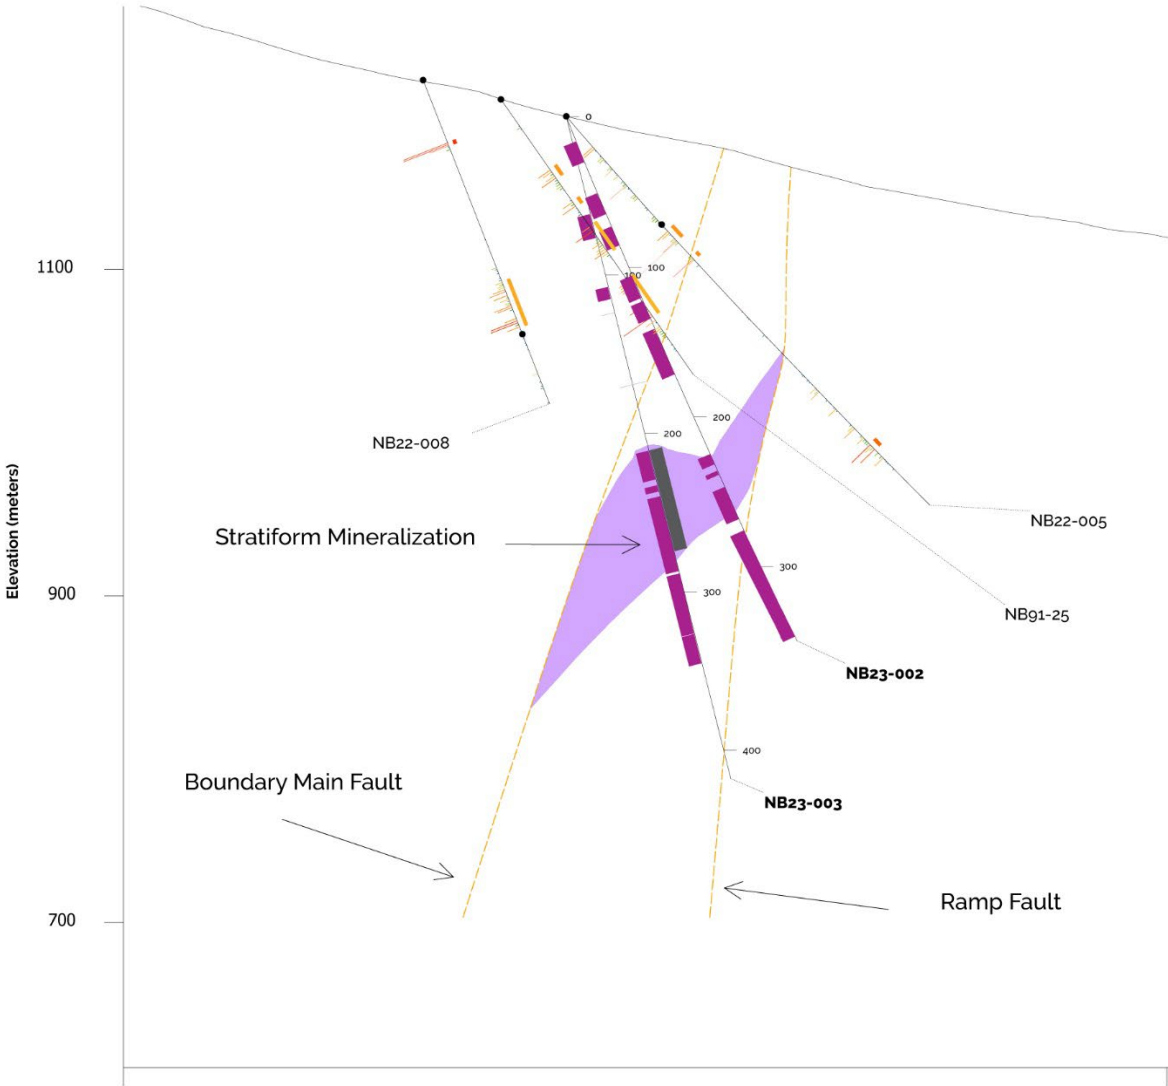 0
1100
100
100
200
NB22-008
200
Elevation (meters)
Stratiform Mineralization
NB22-005
300
900
300
NB91-25
NB23-002
400
Boundary Main Fault
NB23-003
Ramp Fault
700